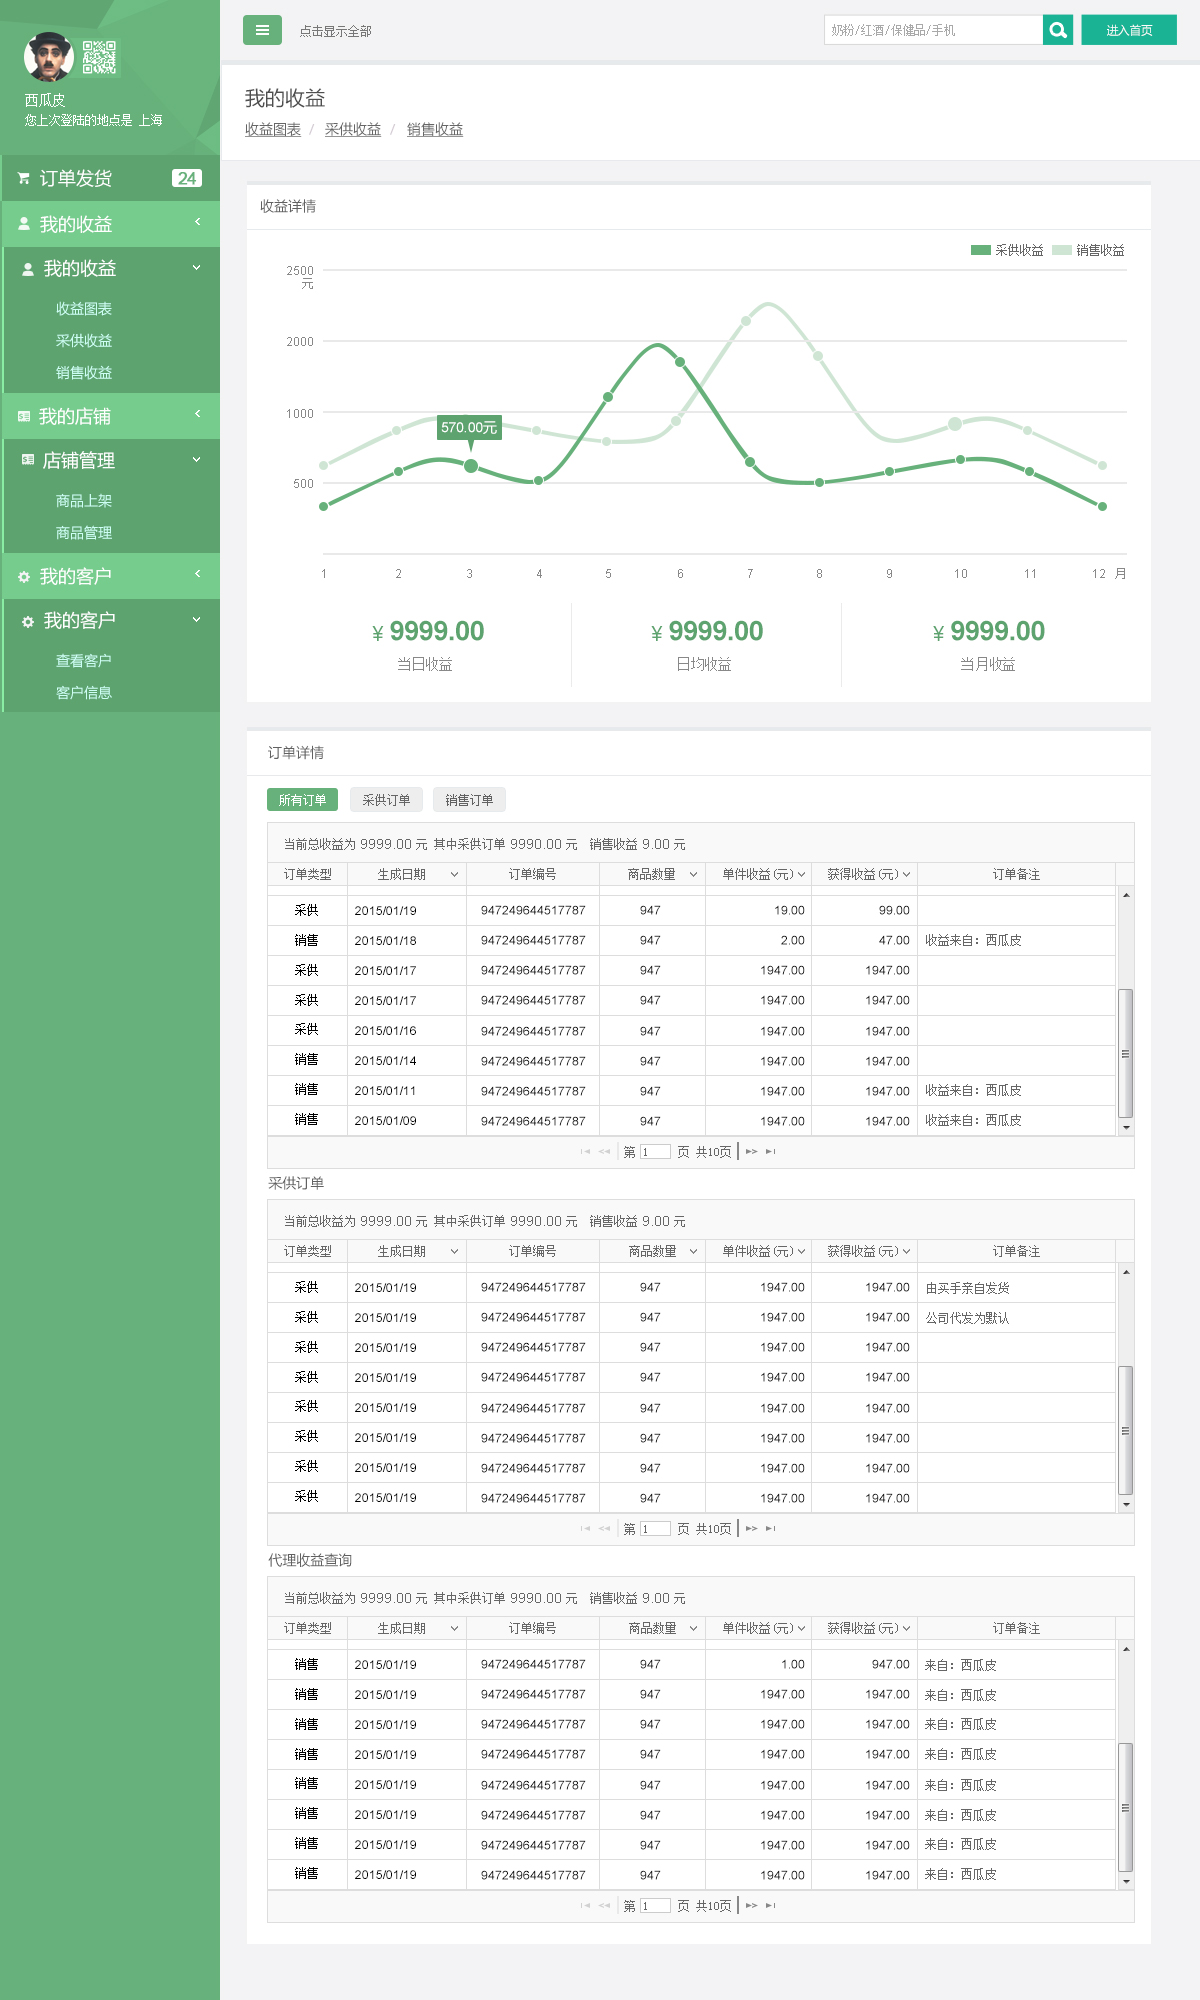 点击显示全部
奶粉/红酒/保健品/手机
进入首页
西瓜皮
您上次登陆的地点是 上海
订单发货 24
我的收益
我的收益
收益图表
采供收益
销售收益
我的店铺
店铺管理
商品上架
商品管理
我的客户
我的客户
查看客户
客户信息
我的收益
收益图表 / 采供收益 / 销售收益
收益详情
采供收益 销售收益
2500
元
2000
1000
500
570.00元
1 2 3 4 5 6 7 8 9 10 11 12 月
¥ 9999.00 ¥ 9999.00 ¥ 9999.00
当日收益 日均收益 当月收益
订单详情
所有订单 采供订单 销售订单
当前总收益为 9999.00 元 其中采供订单 9990.00 元 销售收益 9.00 元
订单类型 生成日期 订单编号 商品数量 单件收益(元) 获得收益(元) 订单备注
采供 2015/01/19 947249644517787 947 19.00 99.00
销售 2015/01/18 947249644517787 947 2.00 47.00 收益来自：西瓜皮
采供 2015/01/17 947249644517787 947 1947.00 1947.00
采供 2015/01/17 947249644517787 947 1947.00 1947.00
采供 2015/01/16 947249644517787 947 1947.00 1947.00
销售 2015/01/14 947249644517787 947 1947.00 1947.00
销售 2015/01/11 947249644517787 947 1947.00 1947.00 收益来自：西瓜皮
销售 2015/01/09 947249644517787 947 1947.00 1947.00 收益来自：西瓜皮
第 1 页 共10页
采供订单
当前总收益为 9999.00 元 其中采供订单 9990.00 元 销售收益 9.00 元
订单类型 生成日期 订单编号 商品数量 单件收益(元) 获得收益(元) 订单备注
采供 2015/01/19 947249644517787 947 1947.00 1947.00 由买手亲自发货
采供 2015/01/19 947249644517787 947 1947.00 1947.00 公司代发为默认
采供 2015/01/19 947249644517787 947 1947.00 1947.00
采供 2015/01/19 947249644517787 947 1947.00 1947.00
采供 2015/01/19 947249644517787 947 1947.00 1947.00
采供 2015/01/19 947249644517787 947 1947.00 1947.00
采供 2015/01/19 947249644517787 947 1947.00 1947.00
采供 2015/01/19 947249644517787 947 1947.00 1947.00
第 1 页 共10页
代理收益查询
当前总收益为 9999.00 元 其中采供订单 9990.00 元 销售收益 9.00 元
订单类型 生成日期 订单编号 商品数量 单件收益(元) 获得收益(元) 订单备注
销售 2015/01/19 947249644517787 947 1.00 947.00 来自：西瓜皮
销售 2015/01/19 947249644517787 947 1947.00 1947.00 来自：西瓜皮
销售 2015/01/19 947249644517787 947 1947.00 1947.00 来自：西瓜皮
销售 2015/01/19 947249644517787 947 1947.00 1947.00 来自：西瓜皮
销售 2015/01/19 947249644517787 947 1947.00 1947.00 来自：西瓜皮
销售 2015/01/19 947249644517787 947 1947.00 1947.00 来自：西瓜皮
销售 2015/01/19 947249644517787 947 1947.00 1947.00 来自：西瓜皮
销售 2015/01/19 947249644517787 947 1947.00 1947.00 来自：西瓜皮
第 1 页 共10页